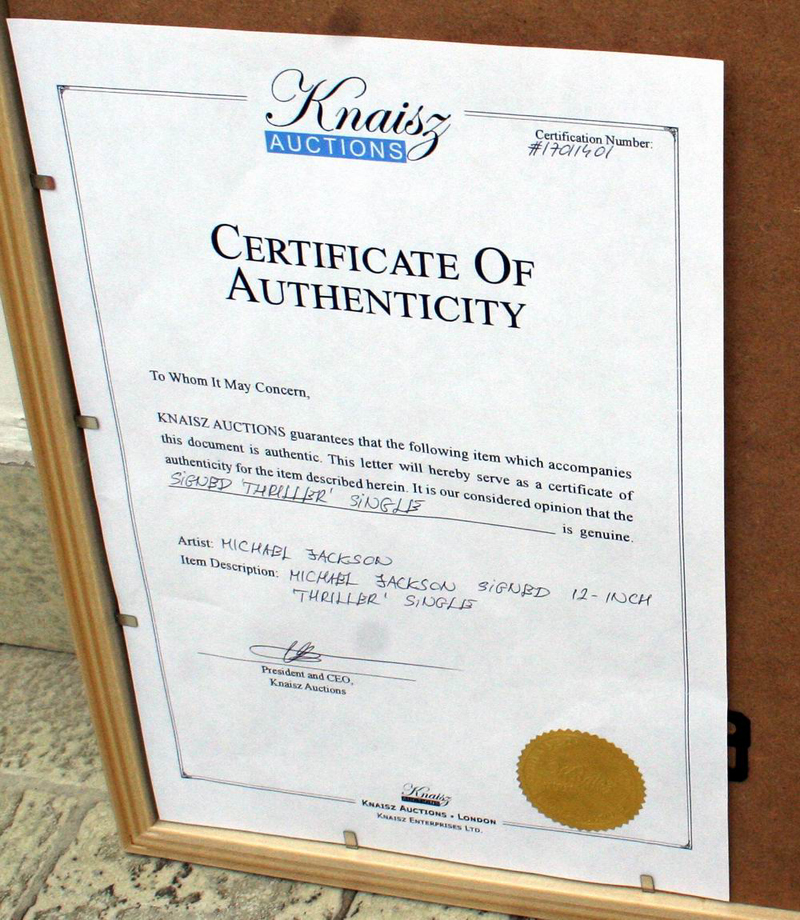 Knaisz
AUCTIONS
Certification Number:
#17011401
CERTIFICATE OF
AUTHENTICITY
To Whom It May Concern,
KNAISZ AUCTIONS guarantees that the following item which accompanies
this document is authentic. This letter will hereby serve as a certificate of
authenticity for the item described herein. It is our considered opinion that the
SIGNED 'THRILLER' SINGLE is genuine.
Artist: MICHAEL JACKSON
Item Description: MICHAEL JACKSON SIGNED 12-INCH
'THRILLER' SINGLE
President and CEO,
Knaisz Auctions
Knaisz
AUCTIONS
KNAISZ AUCTIONS • LONDON
KNAISZ ENTERPRISES LTD.